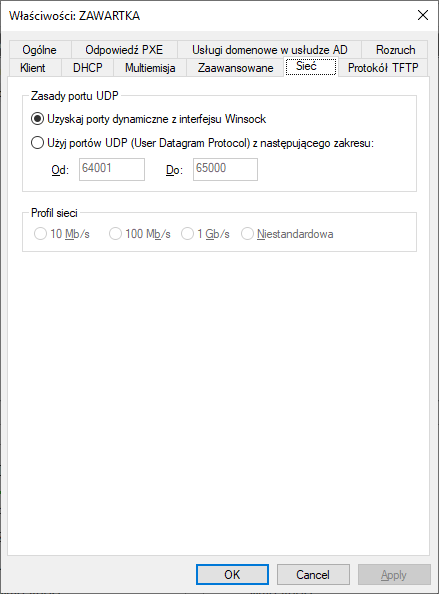 Właściwości: ZAWARTKA
Ogólne Odpowiedź PXE Usługi domenowe w usłudze AD Rozruch
Klient DHCP Multiemisja Zaawansowane Sieć Protokół TFTP
Zasady portu UDP
Uzyskaj porty dynamiczne z interfejsu Winsock
Użyj portów UDP (User Datagram Protocol) z następującego zakresu:
Od: 64001 Do: 65000
Profil sieci
10 Mb/s 100 Mb/s 1 Gb/s Niestandardowa
OK Cancel Apply